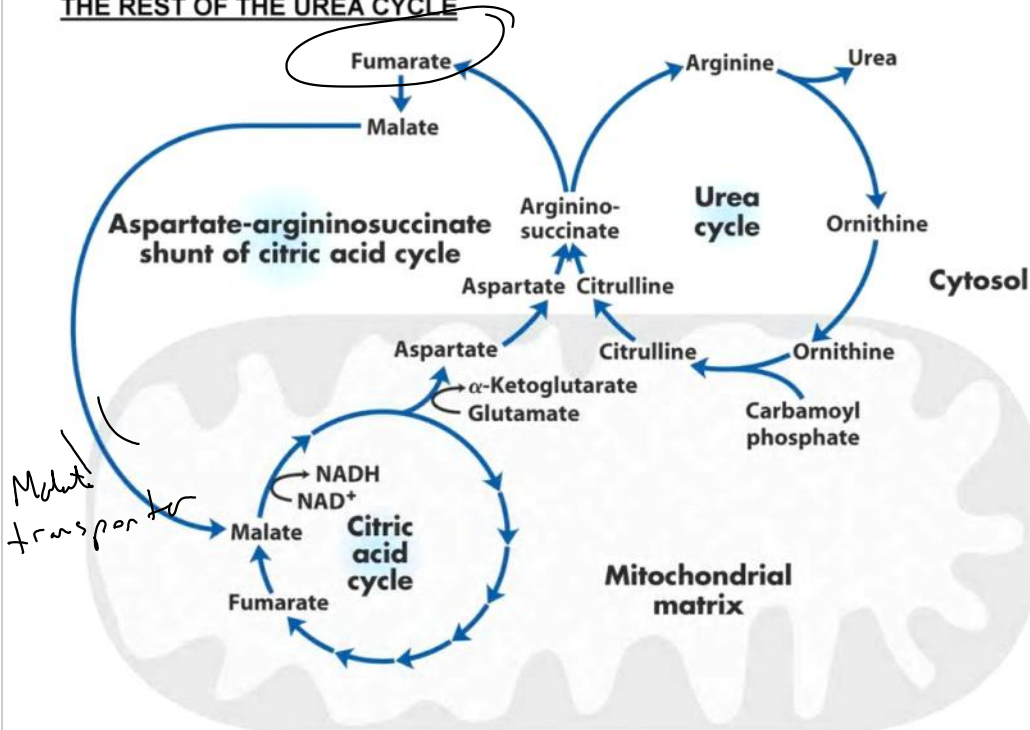 THE REST OF THE UREA CYCLE
Fumarate
Arginine
Urea
Malate
Aspartate-argininosuccinate
shunt of citric acid cycle
Arginino-
succinate
Urea
cycle
Ornithine
Aspartate
Citrulline
Cytosol
Aspartate
Citrulline
Ornithine
α-Ketoglutarate
Glutamate
Carbamoyl
phosphate
Malate
transporter
NADH
NAD⁺
Malate
Citric
acid
cycle
Fumarate
Mitochondrial
matrix